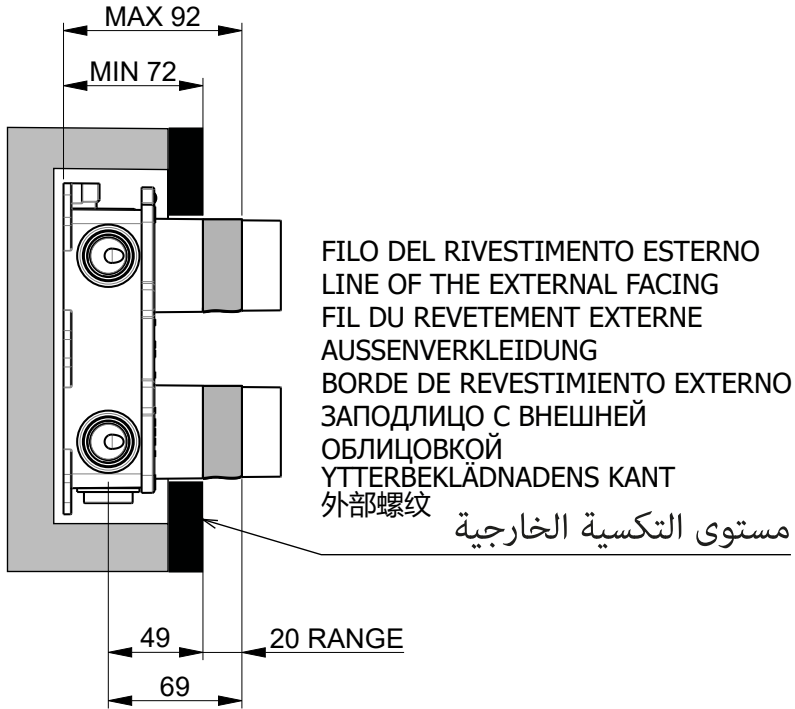 MAX 92
MIN 72
FILO DEL RIVESTIMENTO ESTERNO
LINE OF THE EXTERNAL FACING
FIL DU REVETEMENT EXTERNE
AUSSENVERKLEIDUNG
BORDE DE REVESTIMIENTO EXTERNO
ЗАПОДЛИЦО С ВНЕШНЕЙ
ОБЛИЦОВКОЙ
YTTERBEKLÄDNADENS KANT
外部螺纹
مستوى التكسية الخارجية
49
20 RANGE
69